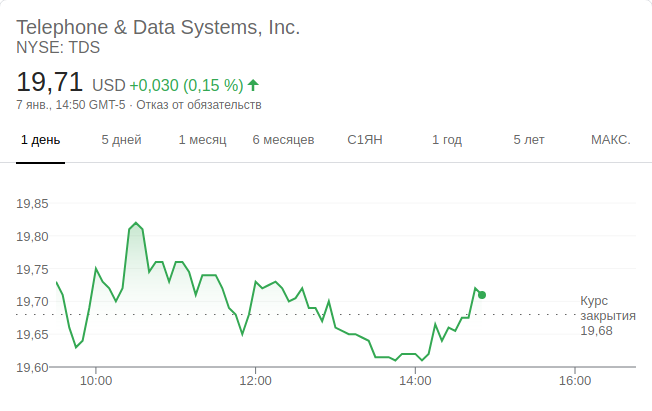 Telephone & Data Systems, Inc.
NYSE: TDS
19,71 USD +0,030 (0,15 %)
7 янв., 14:50 GMT-5 · Отказ от обязательств
1 день 5 дней 1 месяц 6 месяцев С1ЯН 1 год 5 лет МАКС.
19,85
19,80
19,75
19,70
19,65
19,60
Курс
закрытия
19,68
10:00 12:00 14:00 16:00